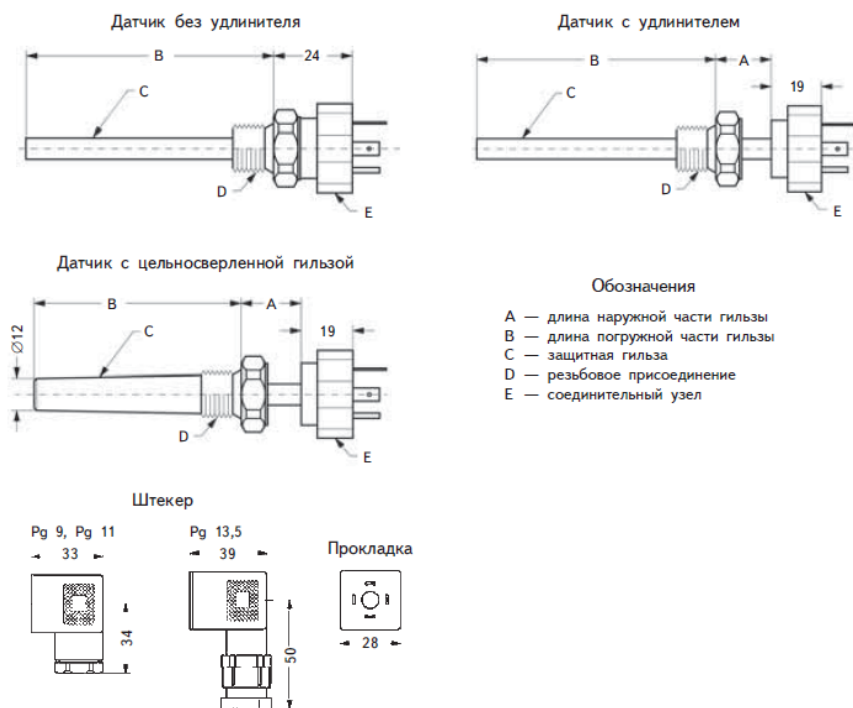 Датчик без удлинителя
B
24
C
D
E
Датчик с удлинителем
B
A
19
C
D
E
Датчик с цельносверленной гильзой
B
A
19
C
Ø12
D
E
Обозначения
A — длина наружной части гильзы
B — длина погружной части гильзы
C — защитная гильза
D — резьбовое присоединение
E — соединительный узел
Штекер
Pg 9, Pg 11
33
34
Pg 13,5
39
50
Прокладка
28